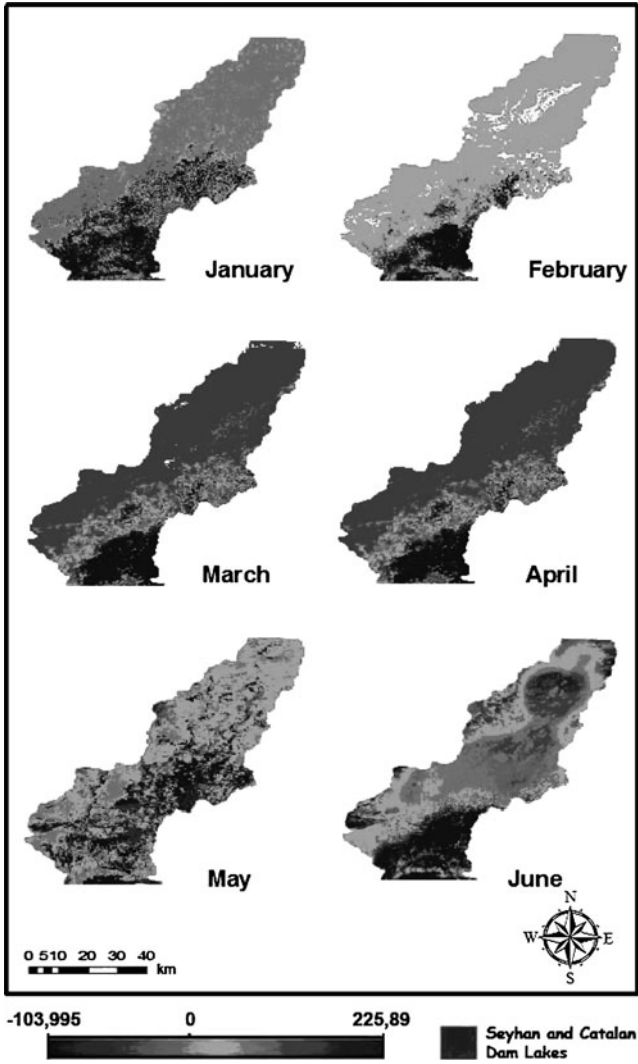 January
February
March
April
May
June
N
W E
S
0 5 10 20 30 40
km
-103,995 0 225,89
Seyhan and Catalan
Dam Lakes